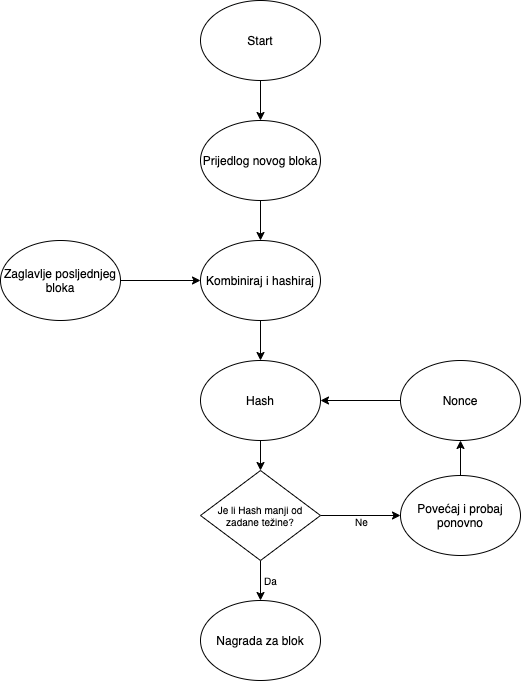 Start
Prijedlog novog bloka
Zaglavlje posljednjeg
bloka
Kombiniraj i hashiraj
Hash
Nonce
Je li Hash manji od
zadane težine?
Ne
Povećaj i probaj
ponovno
Da
Nagrada za blok